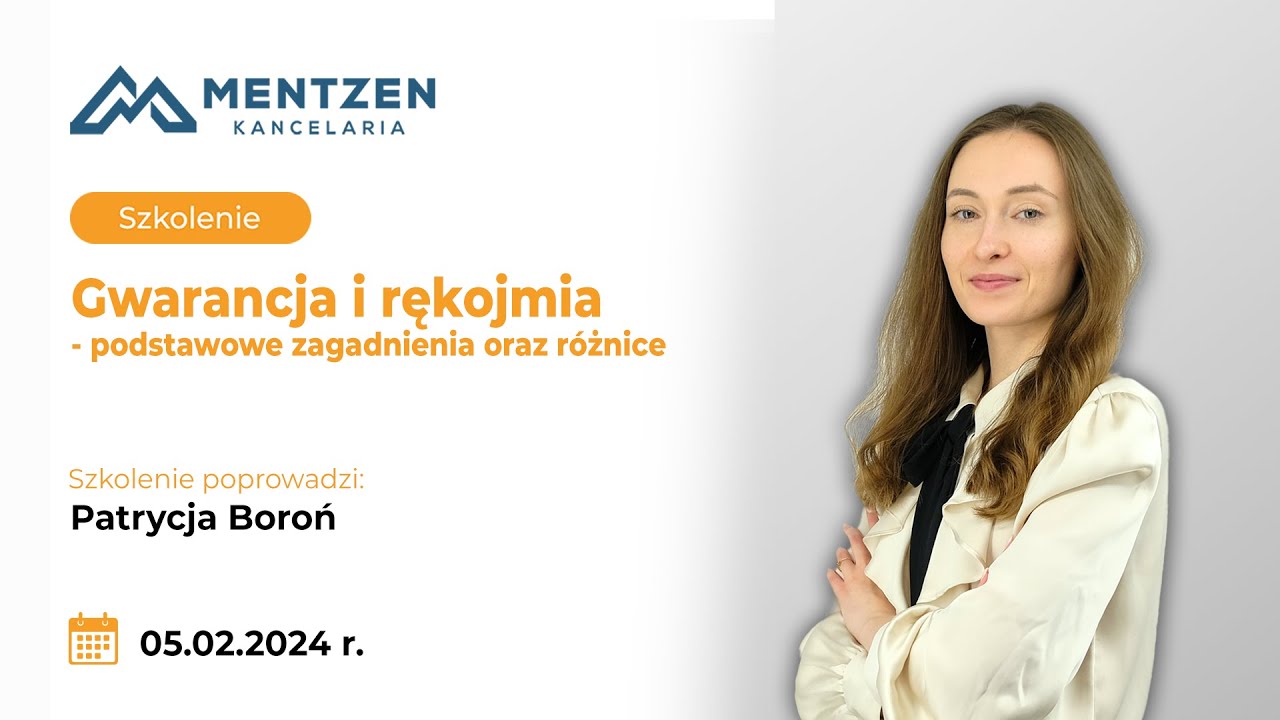 MENTZEN
KANCELARIA
Szkolenie
Gwarancja i rękojmia
- podstawowe zagadnienia oraz różnice
Szkolenie poprowadzi:
Patrycja Boroń
05.02.2024 r.